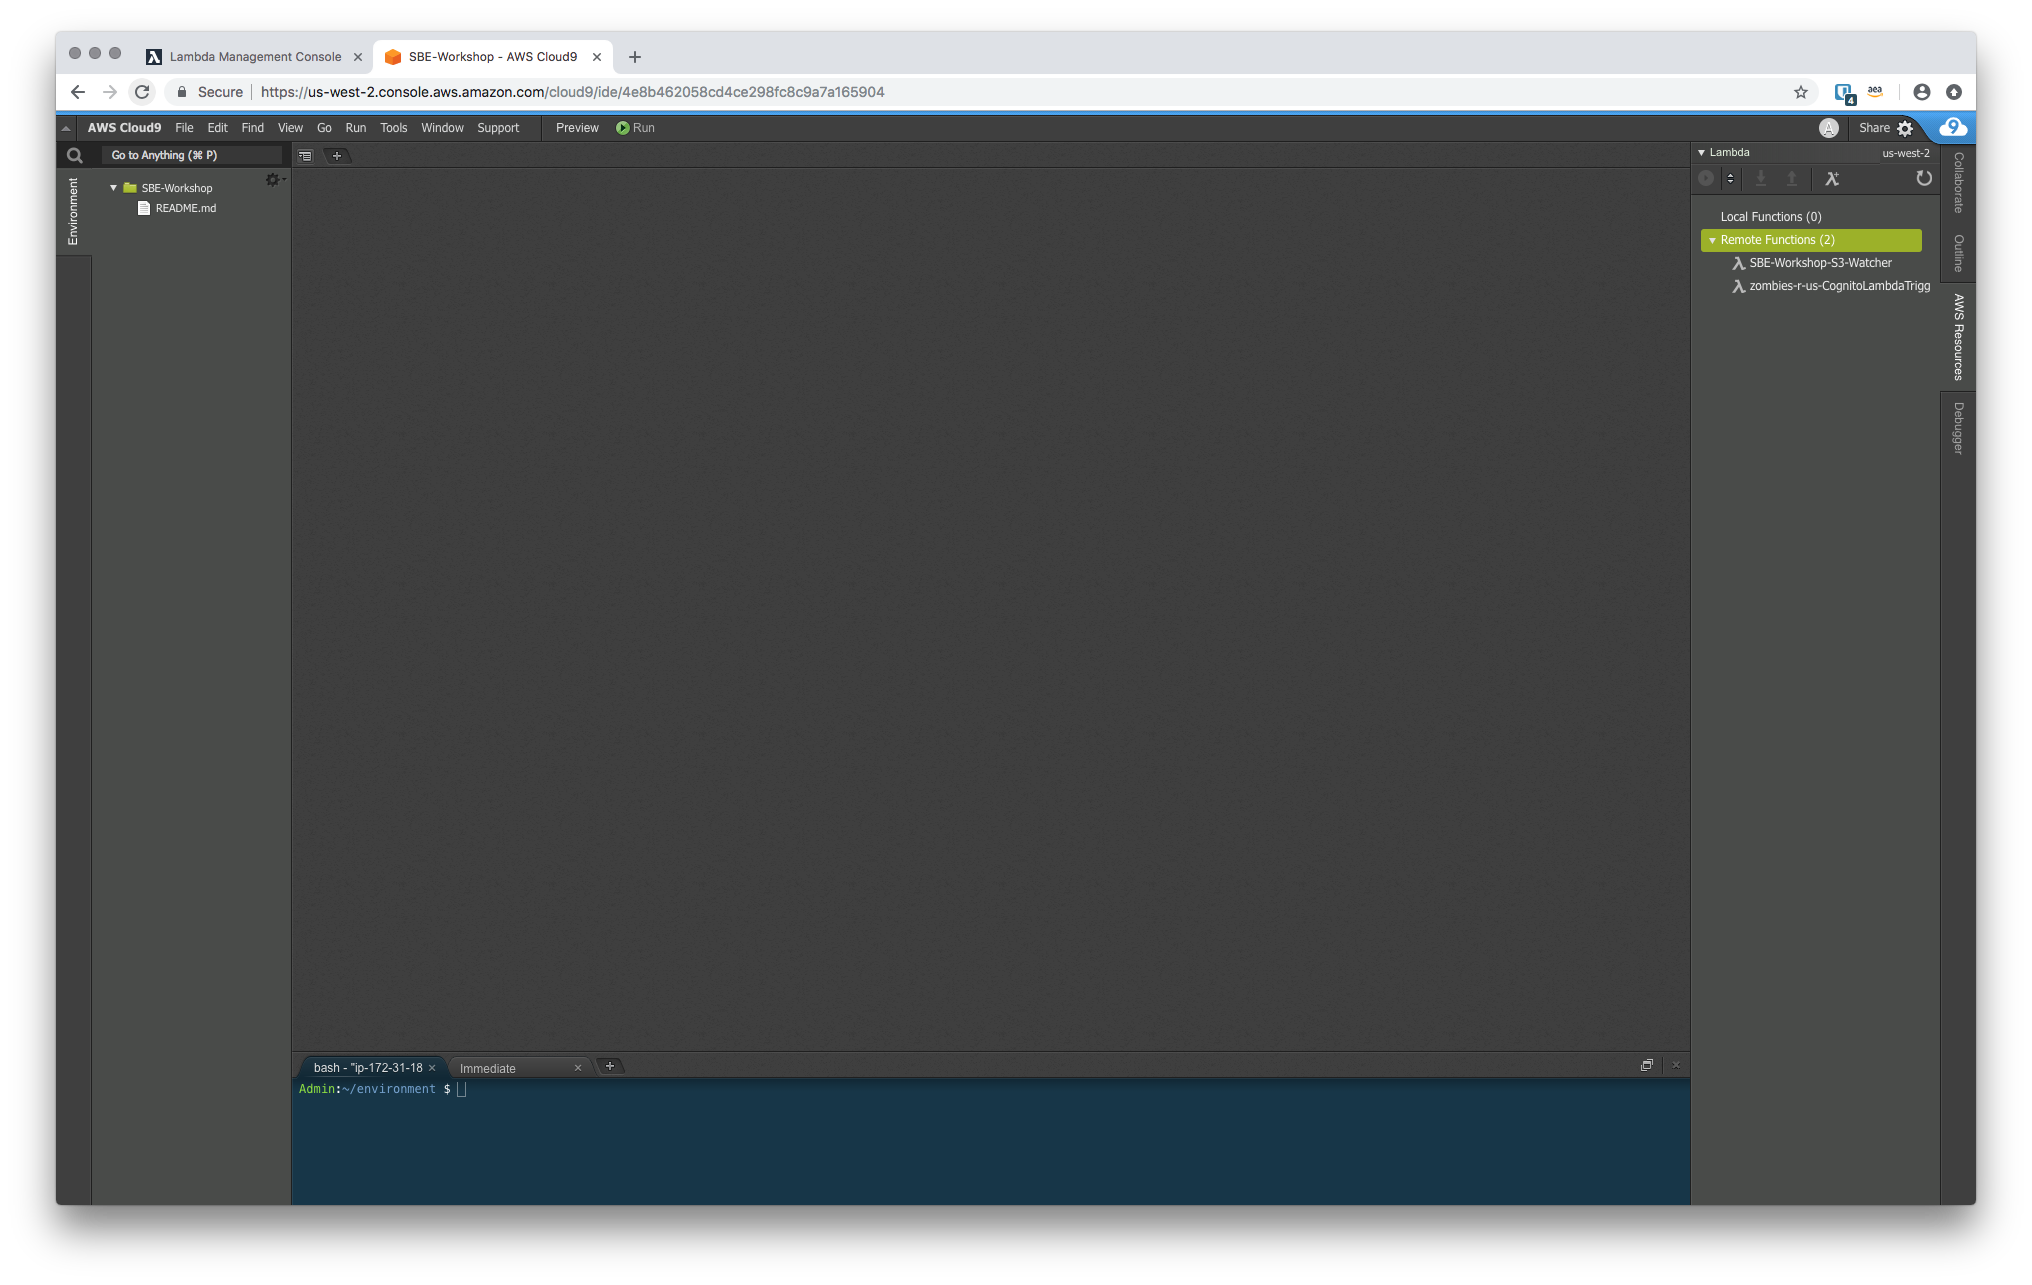 Lambda Management Console
SBE-Workshop - AWS Cloud9
Secure
https://us-west-2.console.aws.amazon.com/cloud9/ide/4e8b462058cd4ce298fc8c9a7a165904
4
aea
AWS Cloud9 File Edit Find View Go Run Tools Window Support Preview Run
A
Share
9
Go to Anything (⌘ P)
Environment
SBE-Workshop
README.md
Lambda
us-west-2
Local Functions (0)
Remote Functions (2)
SBE-Workshop-S3-Watcher
zombies-r-us-CognitoLambdaTrigg
Collaborate
Outline
AWS Resources
Debugger
bash - "ip-172-31-18
Immediate
Admin:~/environment $